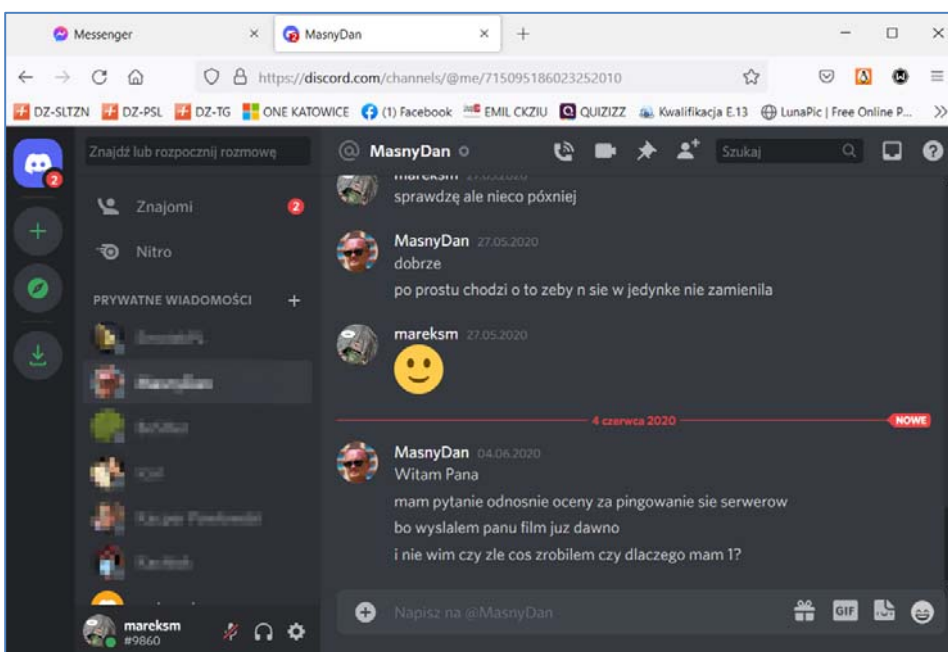 Messenger
MasnyDan
https://discord.com/channels/@me/715095186023252010
DZ-SLTZN DZ-PSL DZ-TG ONE KATOWICE (1) Facebook EMIL CKZIU QUIZIZZ Kwalifikacja E.13 LunaPic | Free Online P...
2
Znajdź lub rozpocznij rozmowę
@ MasnyDan
Szukaj
Znajomi 2
Nitro
PRYWATNE WIADOMOŚCI +
mareksm 27.05.2020
sprawdzę ale nieco póxniej
MasnyDan 27.05.2020
dobrze
po prostu chodzi o to zeby n sie w jedynke nie zamienila
mareksm 27.05.2020
4 czerwca 2020 NOWE
MasnyDan 04.06.2020
Witam Pana
mam pytanie odnosnie oceny za pingowanie sie serwerow
bo wyslalem panu film juz dawno
i nie wim czy zle cos zrobilem czy dlaczego mam 1?
Napisz na @MasnyDan
GIF
mareksm
#9860